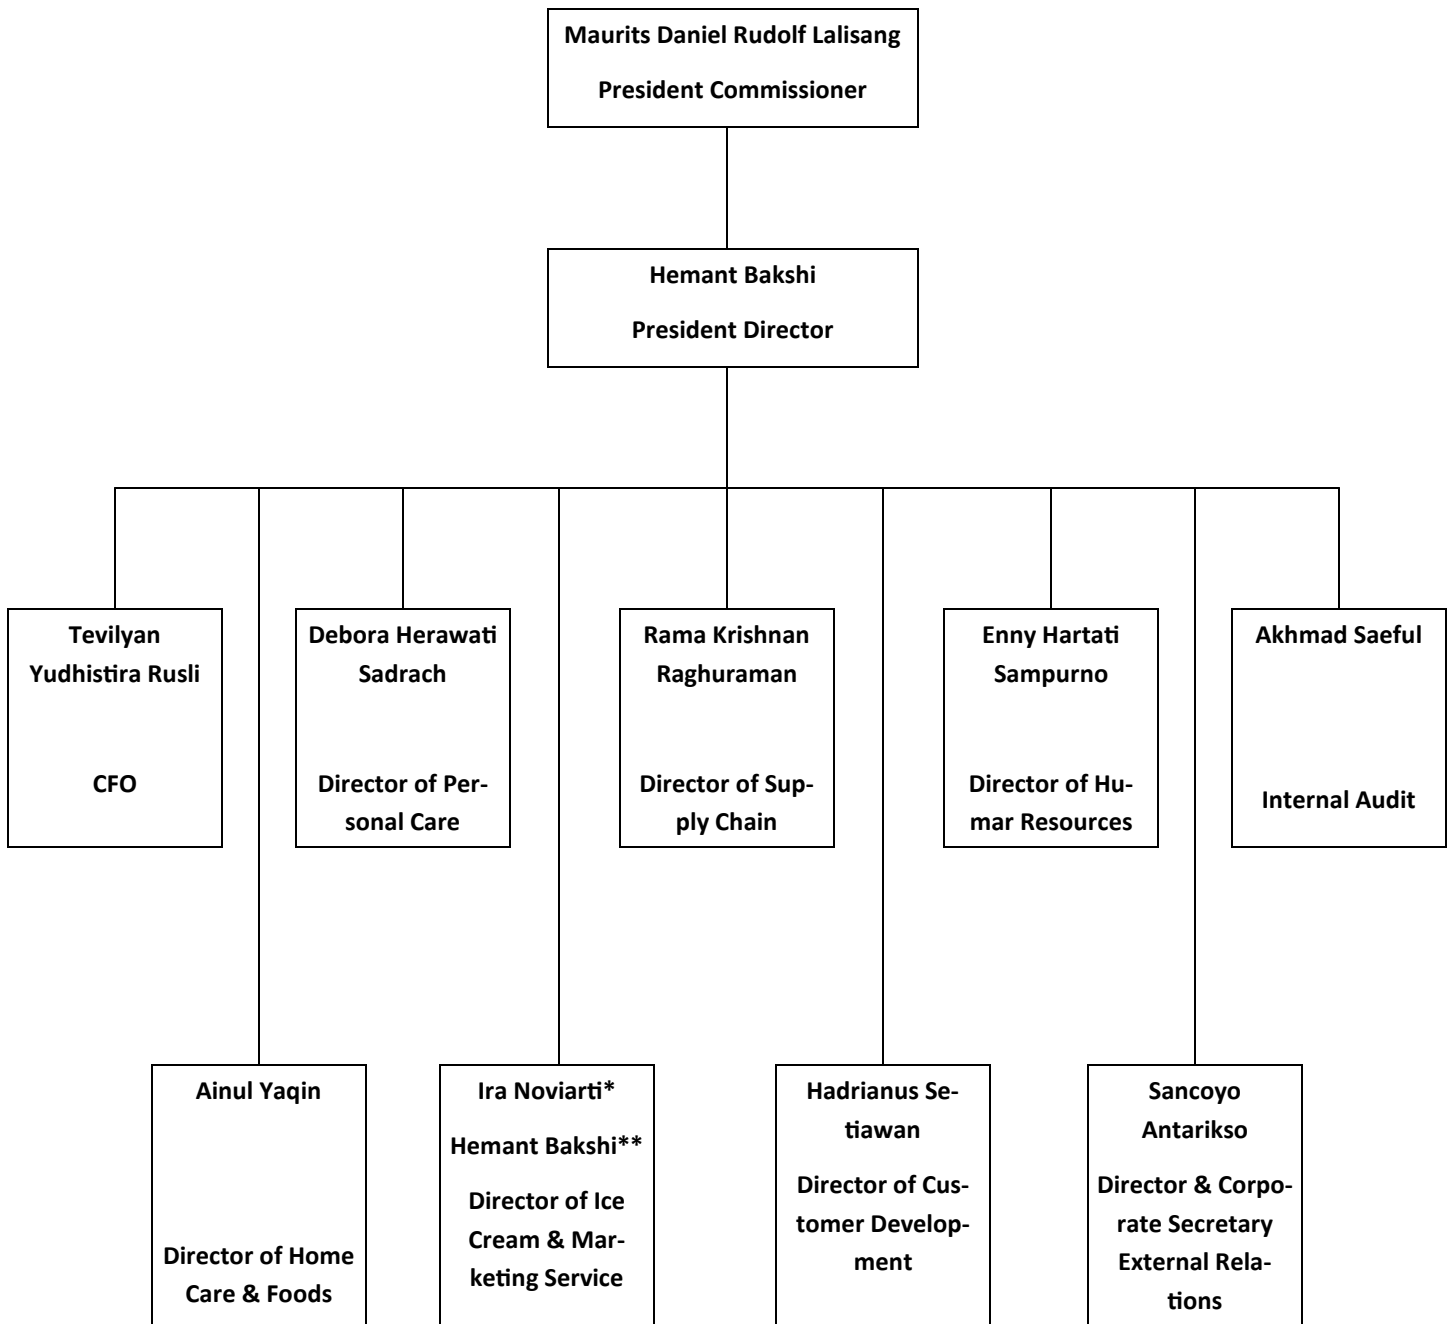 Maurits Daniel Rudolf Lalisang
President Commissioner
Hemant Bakshi
President Director
Tevilyan
Yudhistira Rusli
CFO
Debora Herawati
Sadrach
Director of Per-
sonal Care
Rama Krishnan
Raghuraman
Director of Sup-
ply Chain
Enny Hartati
Sampurno
Director of Hu-
mar Resources
Akhmad Saeful
Internal Audit
Ainul Yaqin
Director of Home
Care & Foods
Ira Noviarti*
Hemant Bakshi**
Director of Ice
Cream & Mar-
keting Service
Hadrianus Se-
tiawan
Director of Cus-
tomer Develop-
ment
Sancoyo
Antarikso
Director & Corpo-
rate Secretary
External Rela-
tions